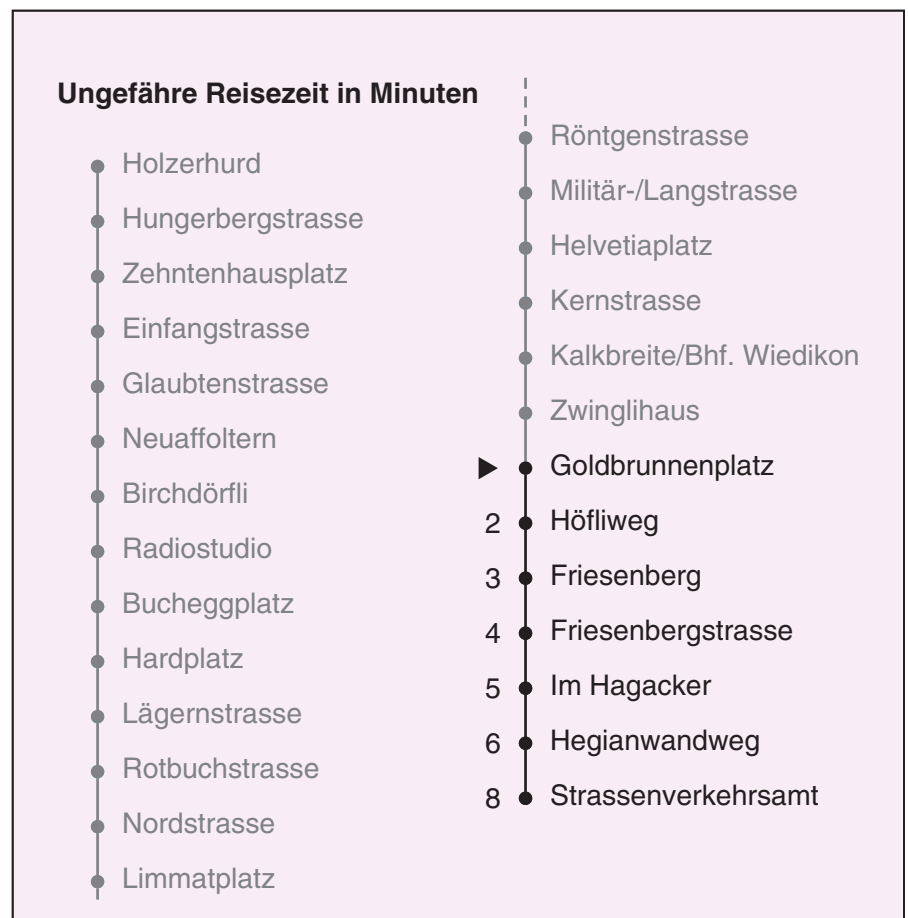 Ungefähre Reisezeit in Minuten
Holzerhurd
Hungerbergstrasse
Zehntenhausplatz
Einfangstrasse
Glaubtenstrasse
Neuaffoltern
Birchdörfli
Radiostudio
Bucheggplatz
Hardplatz
Lägernstrasse
Rotbuchstrasse
Nordstrasse
Limmatplatz
Röntgenstrasse
Militär-/Langstrasse
Helvetiaplatz
Kernstrasse
Kalkbreite/Bhf. Wiedikon
Zwinglihaus
Goldbrunnenplatz
2 Höfliweg
3 Friesenberg
4 Friesenbergstrasse
5 Im Hagacker
6 Hegianwandweg
8 Strassenverkehrsamt